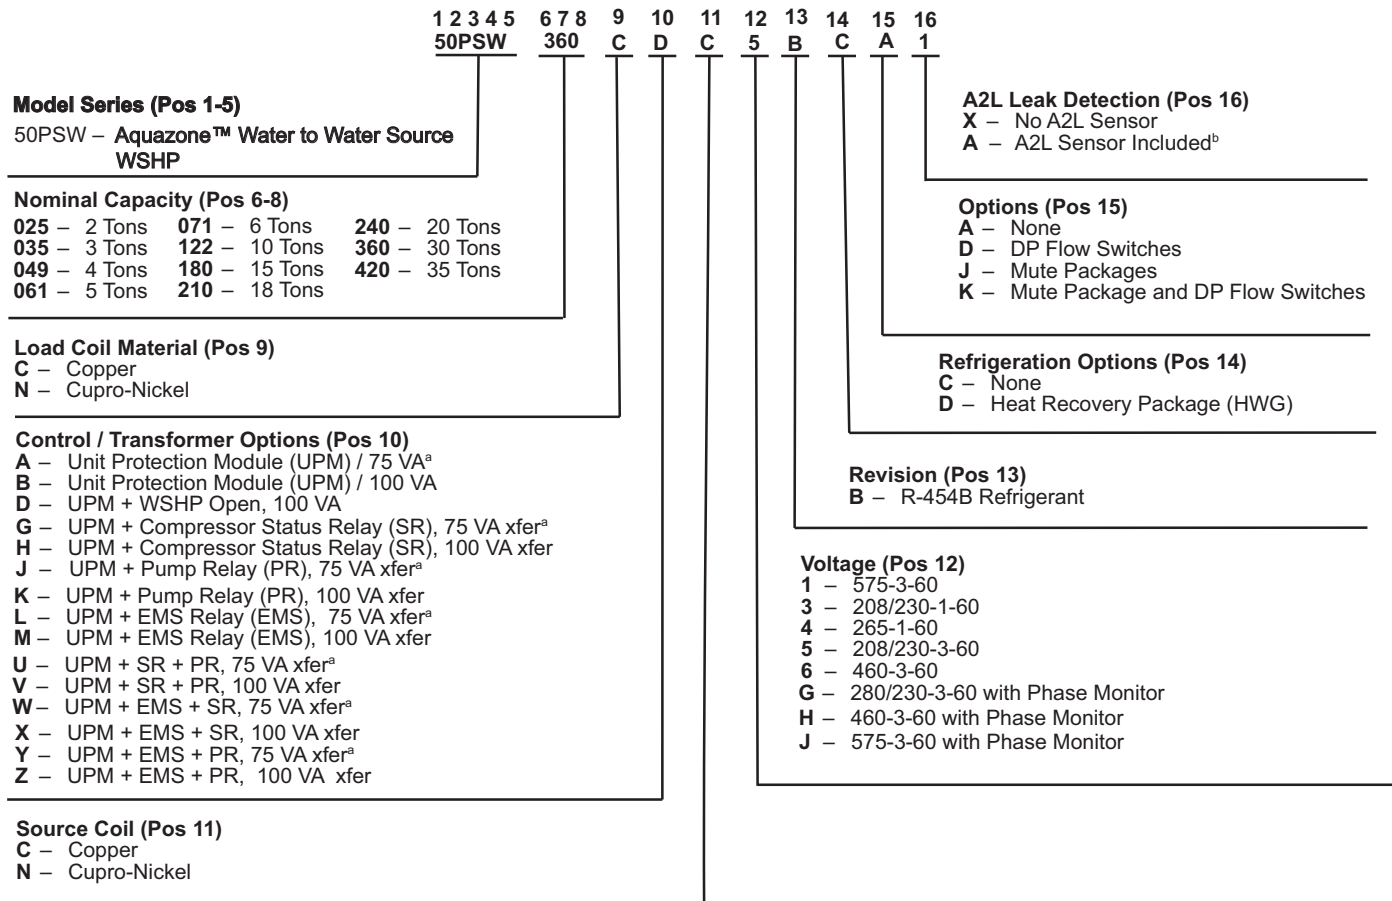 1 2 3 4 5 6 7 8 9 10 11 12 13 14 15 16
50PSW 360 C D C 5 B C A 1
Model Series (Pos 1-5)
50PSW – Aquazone™ Water to Water Source
WSHP
Nominal Capacity (Pos 6-8)
025 – 2 Tons 071 – 6 Tons 240 – 20 Tons
035 – 3 Tons 122 – 10 Tons 360 – 30 Tons
049 – 4 Tons 180 – 15 Tons 420 – 35 Tons
061 – 5 Tons 210 – 18 Tons
Load Coil Material (Pos 9)
C – Copper
N – Cupro-Nickel
Control / Transformer Options (Pos 10)
A – Unit Protection Module (UPM) / 75 VAᵃ
B – Unit Protection Module (UPM) / 100 VA
D – UPM + WSHP Open, 100 VA
G – UPM + Compressor Status Relay (SR), 75 VA xferᵃ
H – UPM + Compressor Status Relay (SR), 100 VA xfer
J – UPM + Pump Relay (PR), 75 VA xferᵃ
K – UPM + Pump Relay (PR), 100 VA xfer
L – UPM + EMS Relay (EMS), 75 VA xferᵃ
M – UPM + EMS Relay (EMS), 100 VA xfer
U – UPM + SR + PR, 75 VA xferᵃ
V – UPM + SR + PR, 100 VA xfer
W – UPM + EMS + SR, 75 VA xferᵃ
X – UPM + EMS + SR, 100 VA xfer
Y – UPM + EMS + PR, 75 VA xferᵃ
Z – UPM + EMS + PR, 100 VA xfer
Source Coil (Pos 11)
C – Copper
N – Cupro-Nickel
A2L Leak Detection (Pos 16)
X – No A2L Sensor
A – A2L Sensor Includedᵇ
Options (Pos 15)
A – None
D – DP Flow Switches
J – Mute Packages
K – Mute Package and DP Flow Switches
Refrigeration Options (Pos 14)
C – None
D – Heat Recovery Package (HWG)
Revision (Pos 13)
B – R-454B Refrigerant
Voltage (Pos 12)
1 – 575-3-60
3 – 208/230-1-60
4 – 265-1-60
5 – 208/230-3-60
6 – 460-3-60
G – 280/230-3-60 with Phase Monitor
H – 460-3-60 with Phase Monitor
J – 575-3-60 with Phase Monitor